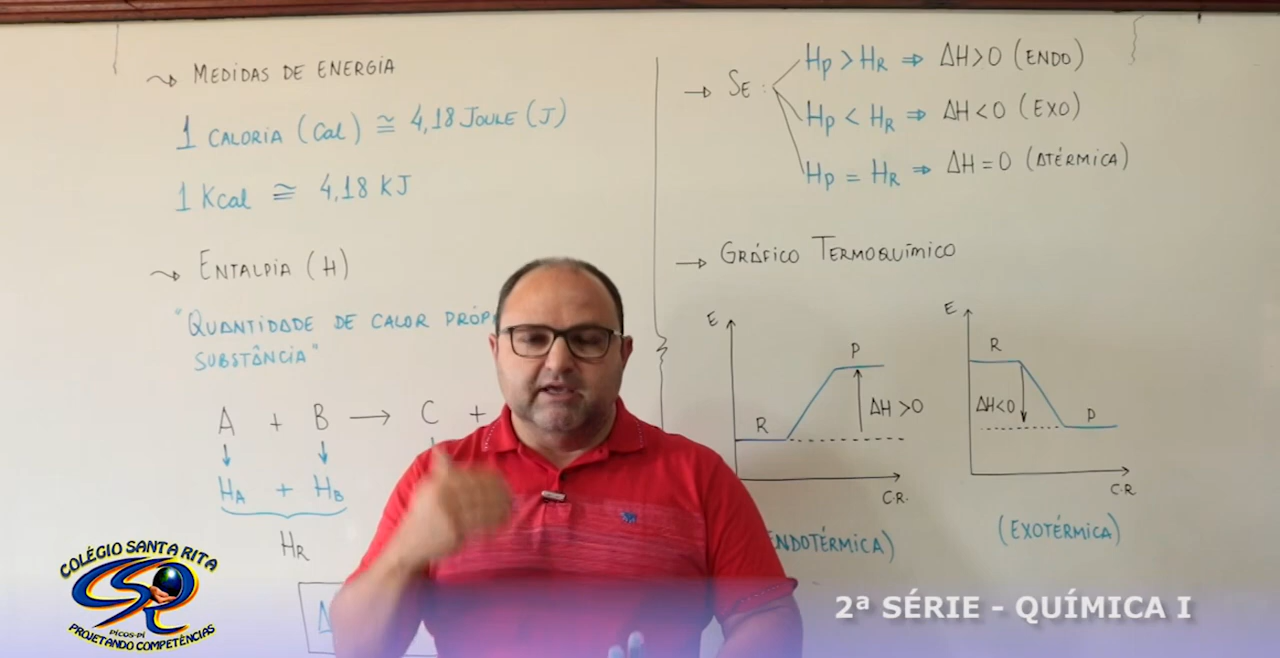 ↝ MEDIDAS DE ENERGIA
1 CALORIA (Cal) ≅ 4,18 JOULE (J)
1 Kcal ≅ 4,18 KJ
↝ ENTALPIA (H)
"QUANTIDADE DE CALOR
SUBSTÂNCIA"
A + B → C +
↓ ↓ ↓
HA + HB
HR
Δ
→ SE:
HP > HR ⇒ ΔH > 0 (ENDO)
HP < HR ⇒ ΔH < 0 (EXO)
HP = HR ⇒ ΔH = 0 (ATÉRMICA)
→ GRÁFICO TERMOQUÍMICO
E
P
ΔH > 0
R
C.R.
ENDOTÉRMICA)
E
R
ΔH<0
P
C.R
(EXOTÉRMICA)
COLÉGIO SANTA RITA
CSR
PICOS-PI
PROJETANDO COMPETÊNCIAS
2ª SÉRIE - QUÍMICA I